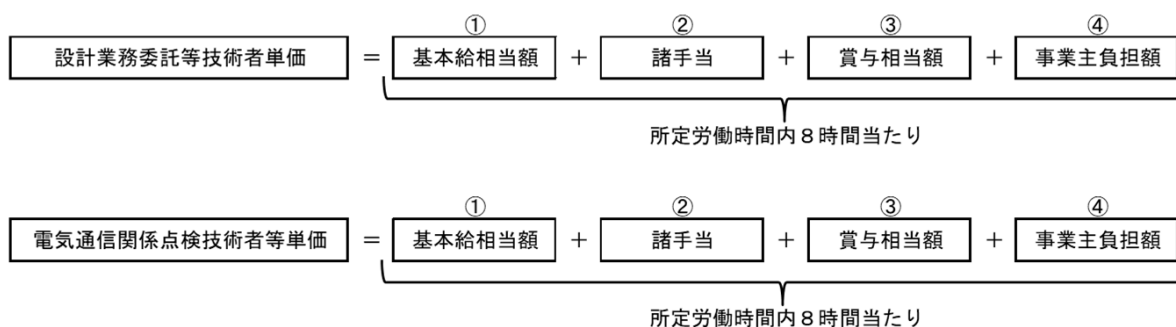 ① ② ③ ④
設計業務委託等技術者単価 = 基本給相当額 + 諸手当 + 賞与相当額 + 事業主負担額
所定労働時間内8時間当たり
① ② ③ ④
電気通信関係点検技術者等単価 = 基本給相当額 + 諸手当 + 賞与相当額 + 事業主負担額
所定労働時間内8時間当たり